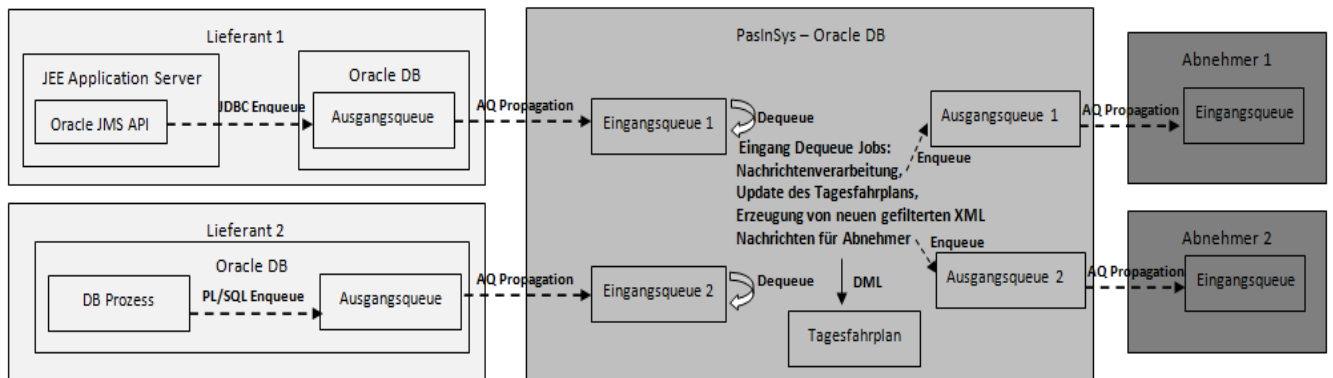 Lieferant 1
JEE Application Server
Oracle JMS API
JDBC Enqueue
Oracle DB
Ausgangsqueue
AQ Propagation
Lieferant 2
Oracle DB
DB Prozess
PL/SQL Enqueue
Ausgangsqueue
AQ Propagation
PasInSys – Oracle DB
Eingangsqueue 1
Dequeue
Eingang Dequeue Jobs:
Nachrichtenverarbeitung,
Update des Tagesfahrplans,
Erzeugung von neuen gefilterten XML
Nachrichten für Abnehmer
Enqueue
Ausgangsqueue 1
AQ Propagation
Enqueue
Ausgangsqueue 2
AQ Propagation
Eingangsqueue 2
Dequeue
DML
Tagesfahrplan
Abnehmer 1
Eingangsqueue
Abnehmer 2
Eingangsqueue